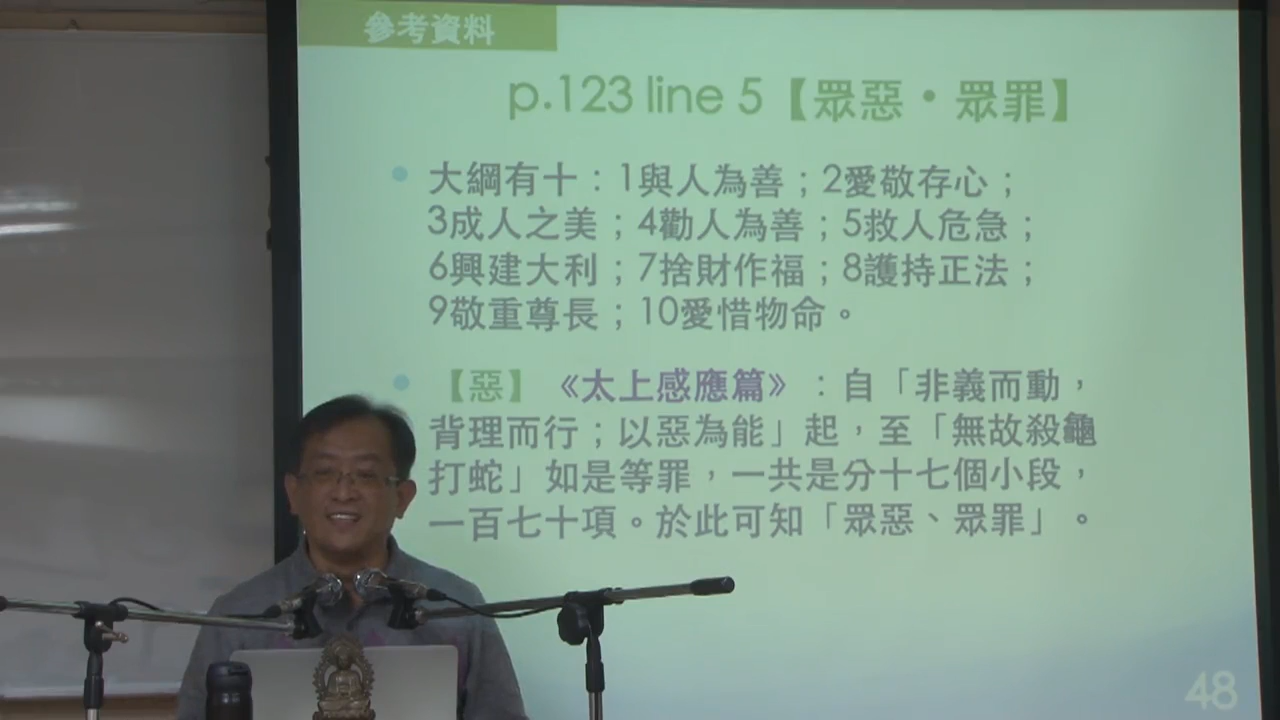 參考資料
p.123 line 5【眾惡・眾罪】
• 大綱有十：1與人為善；2愛敬存心；
3成人之美；4勸人為善；5救人危急；
6興建大利；7捨財作福；8護持正法；
9敬重尊長；10愛惜物命。
• 【惡】《太上感應篇》：自「非義而動，
背理而行；以惡為能」起，至「無故殺龜
打蛇」如是等罪，一共是分十七個小段，
一百七十項。於此可知「眾惡、眾罪」。
48